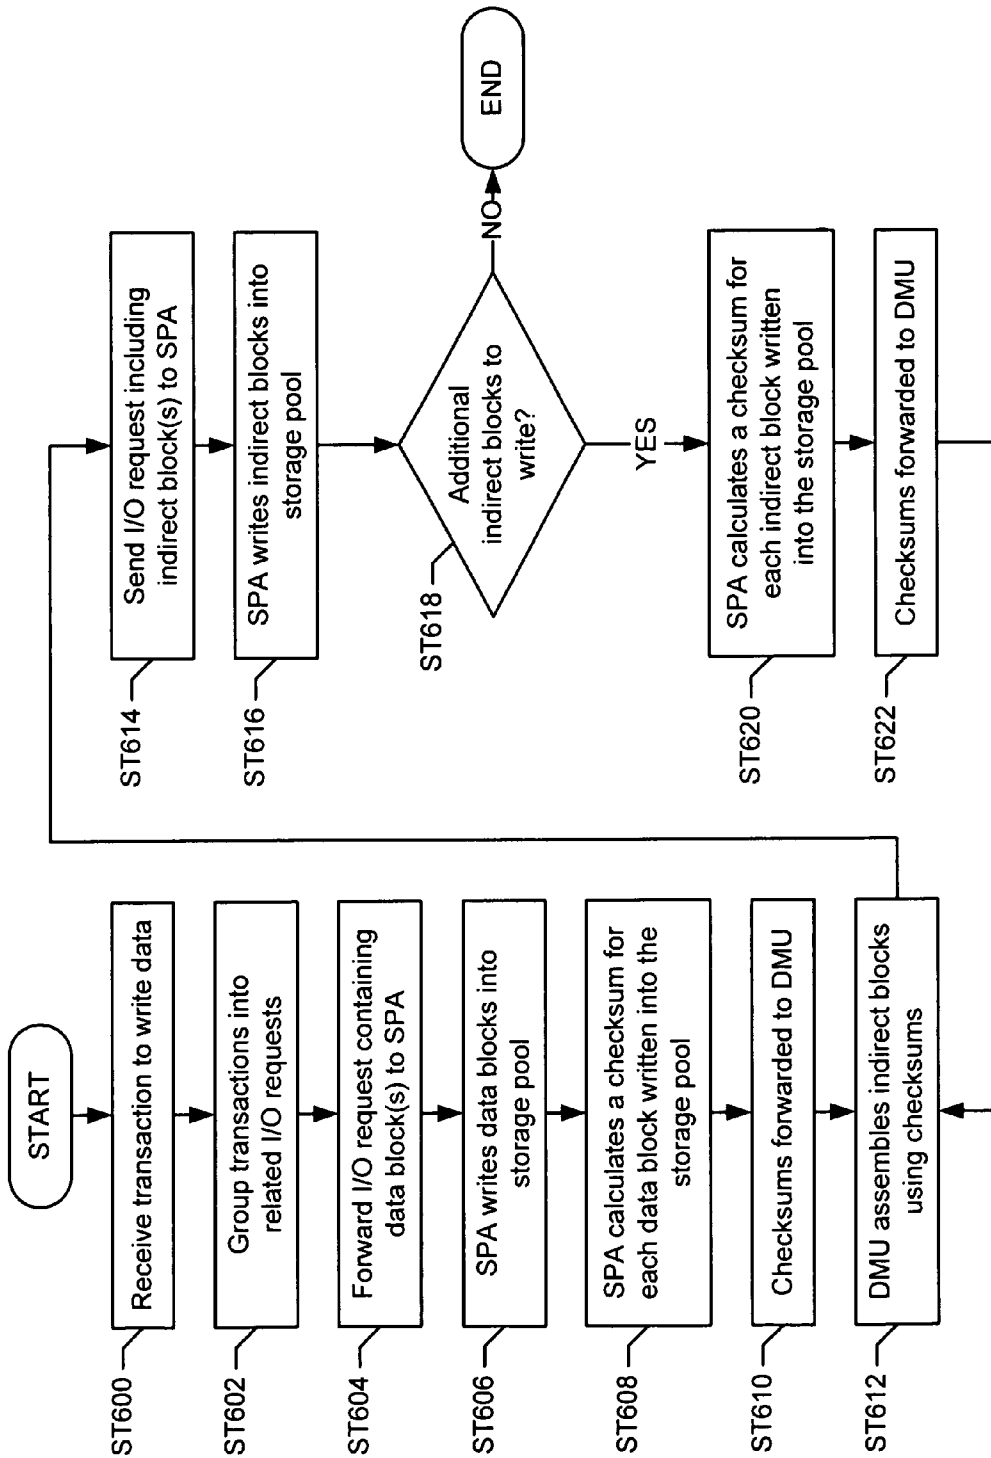 START
ST600
Receive transaction to write data
ST602
Group transactions into
related I/O requests
ST604
Forward I/O request containing
data block(s) to SPA
ST606
SPA writes data blocks into
storage pool
ST608
SPA calculates a checksum for
each data block written into the
storage pool
ST610
Checksums forwarded to DMU
ST612
DMU assembles indirect blocks
using checksums
ST614
Send I/O request including
indirect block(s) to SPA
ST616
SPA writes indirect blocks into
storage pool
ST618
Additional
indirect blocks to
write?
NO
END
YES
ST620
SPA calculates a checksum for
each indirect block written
into the storage pool
ST622
Checksums forwarded to DMU